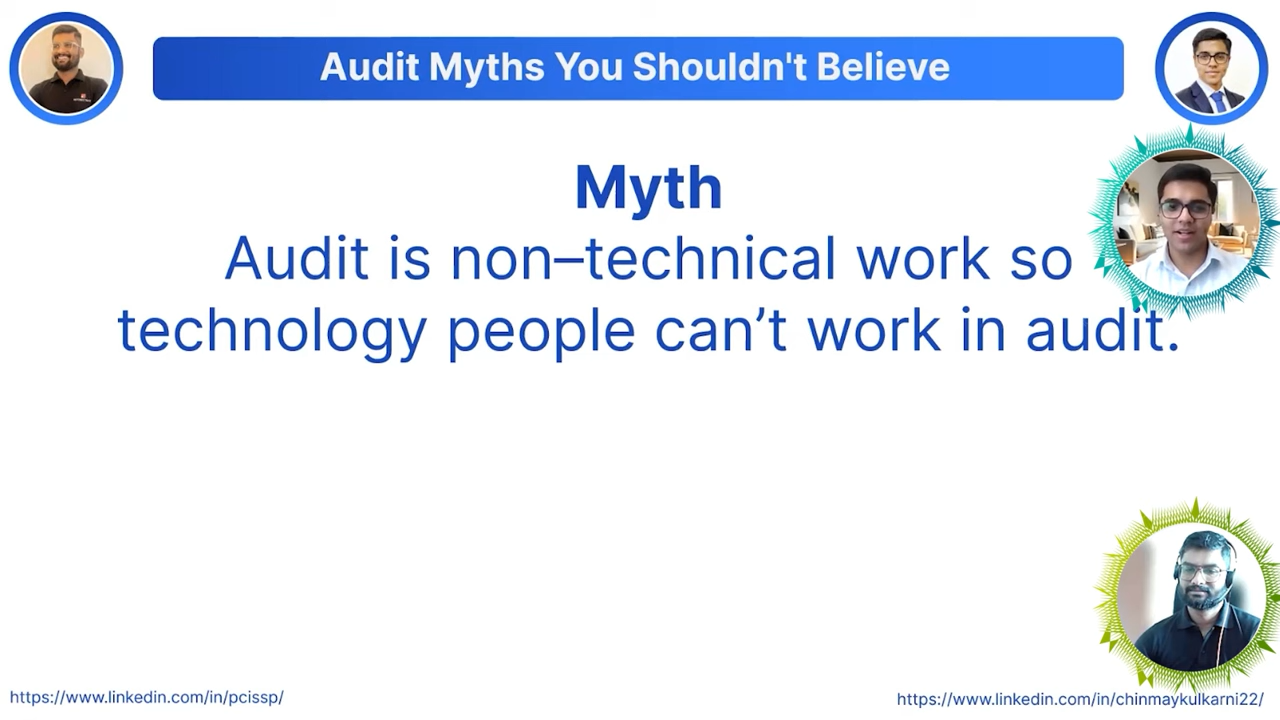 Audit Myths You Shouldn't Believe
Myth
Audit is non–technical work so
technology people can’t work in audit.
https://www.linkedin.com/in/pcissp/
https://www.linkedin.com/in/chinmaykulkarni22/